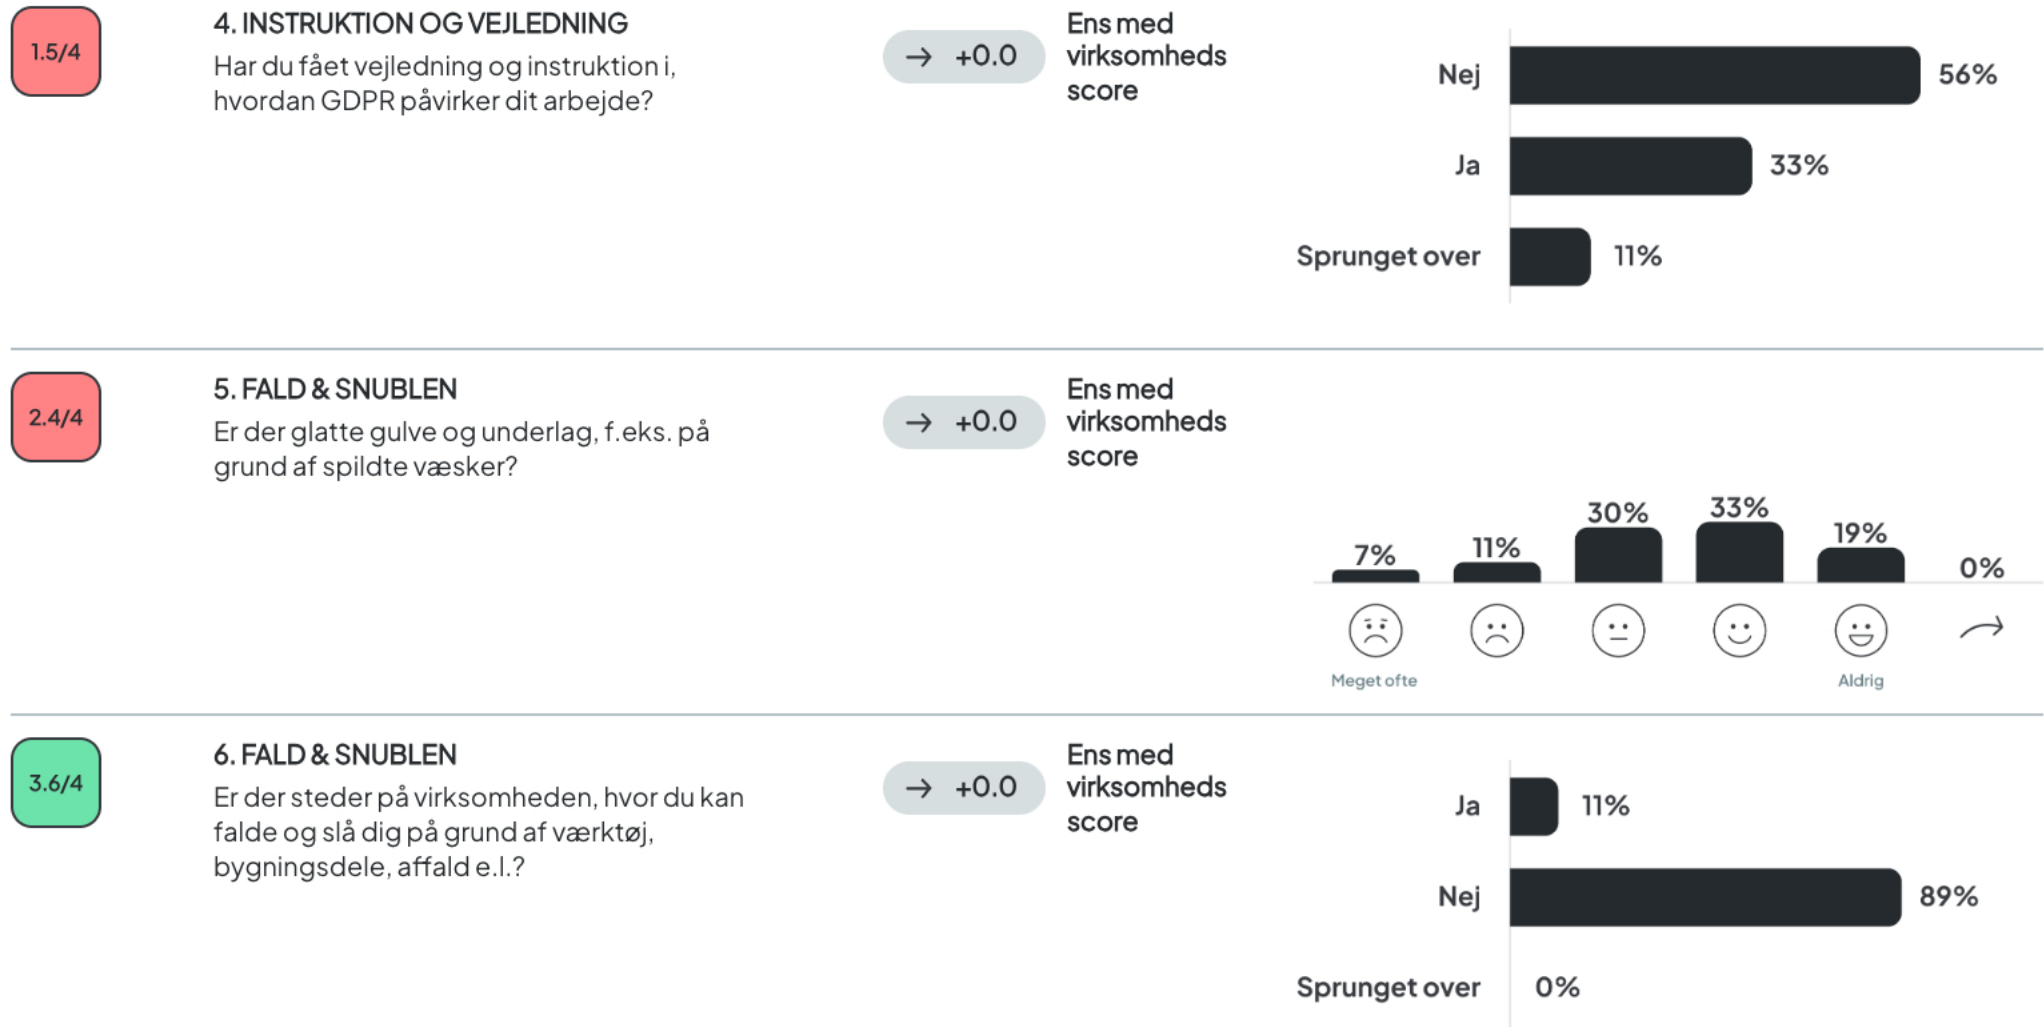 1.5/4
4. INSTRUKTION OG VEJLEDNING
Har du fået vejledning og instruktion i,
hvordan GDPR påvirker dit arbejde?
→ +0.0
Ens med
virksomheds
score
Nej 56%
Ja 33%
Sprunget over 11%
2.4/4
5. FALD & SNUBLEN
Er der glatte gulve og underlag, f.eks. på
grund af spildte væsker?
→ +0.0
Ens med
virksomheds
score
7% 11% 30% 33% 19% 0%
Meget ofte Aldrig
3.6/4
6. FALD & SNUBLEN
Er der steder på virksomheden, hvor du kan
falde og slå dig på grund af værktøj,
bygningsdele, affald e.l.?
→ +0.0
Ens med
virksomheds
score
Ja 11%
Nej 89%
Sprunget over 0%